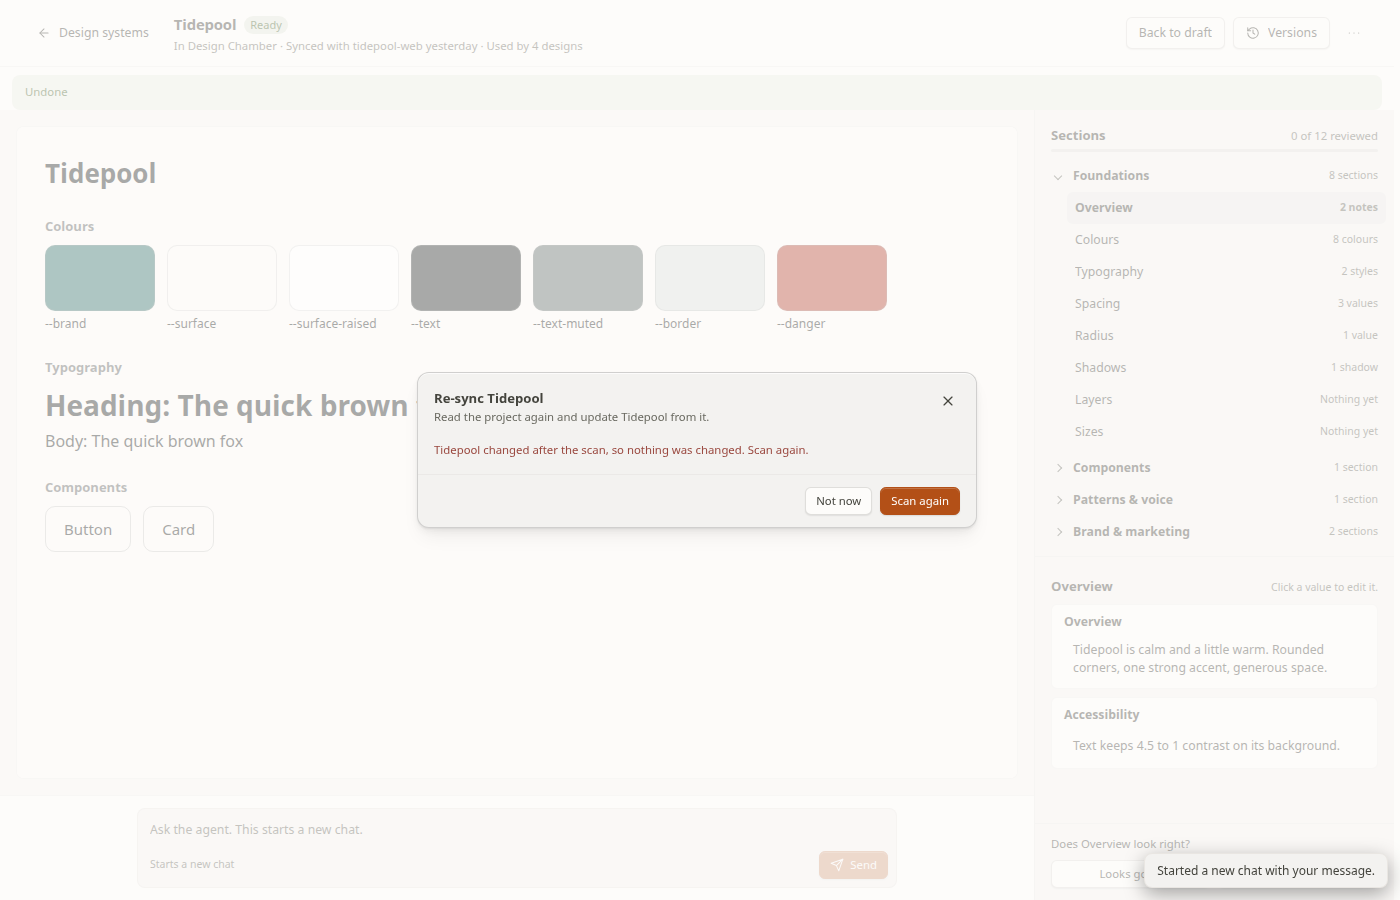 Design systems
Tidepool
Ready
In Design Chamber · Synced with tidepool-web yesterday · Used by 4 designs
Back to draft
Versions
Undone
Tidepool
Colours
--brand
--surface
--surface-raised
--text
--text-muted
--border
--danger
Typography
Heading: The quick brown
Body: The quick brown fox
Components
Button
Card
Re-sync Tidepool
Read the project again and update Tidepool from it.
Tidepool changed after the scan, so nothing was changed. Scan again.
Not now
Scan again
Ask the agent. This starts a new chat.
Starts a new chat
Send
Sections
0 of 12 reviewed
Foundations
8 sections
Overview
2 notes
Colours
8 colours
Typography
2 styles
Spacing
3 values
Radius
1 value
Shadows
1 shadow
Layers
Nothing yet
Sizes
Nothing yet
Components
1 section
Patterns & voice
1 section
Brand & marketing
2 sections
Overview
Click a value to edit it.
Overview
Tidepool is calm and a little warm. Rounded
corners, one strong accent, generous space.
Accessibility
Text keeps 4.5 to 1 contrast on its background.
Does Overview look right?
Looks
Started a new chat with your message.